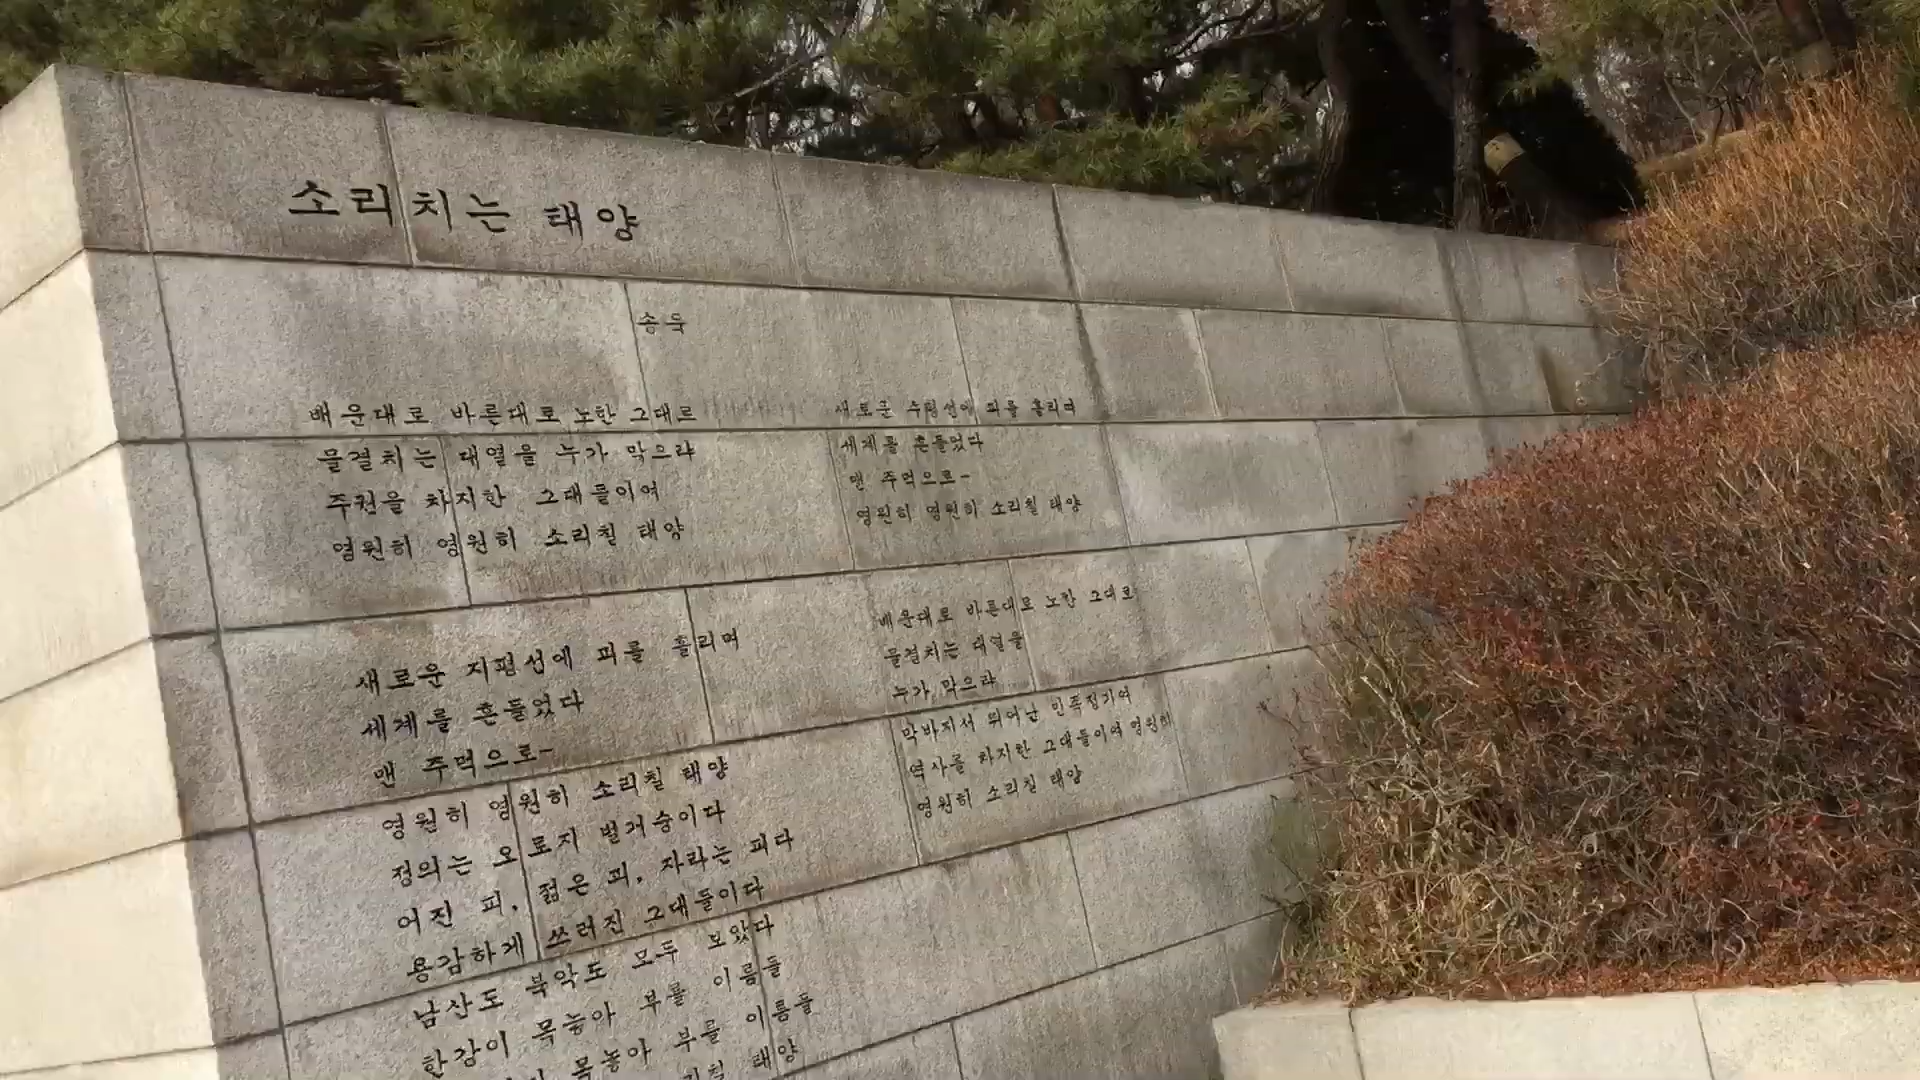 소리치는 태양
송욱
배운대로 바른대로 노한 그대로
물결치는 대열을 누가 막으랴
주권을 차지한 그대들이여
영원히 영원히 소리칠 태양
새로운 지평선에 피를 흘리며
세계를 흔들었다
맨 주먹으로-
영원히 영원히 소리칠 태양
정의는 오로지 벌거숭이다
어진 피, 젊은 피, 자라는 피다
용감하게 쓰러진 그대들이다
남산도 북악도 모두 보았다
한강이 목놓아 부를 이름들
목놓아 부를 이름들
태양
새로운 수평선에 피를 흘리며
세계를 흔들었다
맨 주먹으로-
영원히 영원히 소리칠 태양
배운대로 바른대로 노한 그대로
물결치는 대열을
누가 막으랴
막바지서 뛰어난 민족정기여
역사를 차지한 그대들이여 영원히
영원히 소리칠 태양